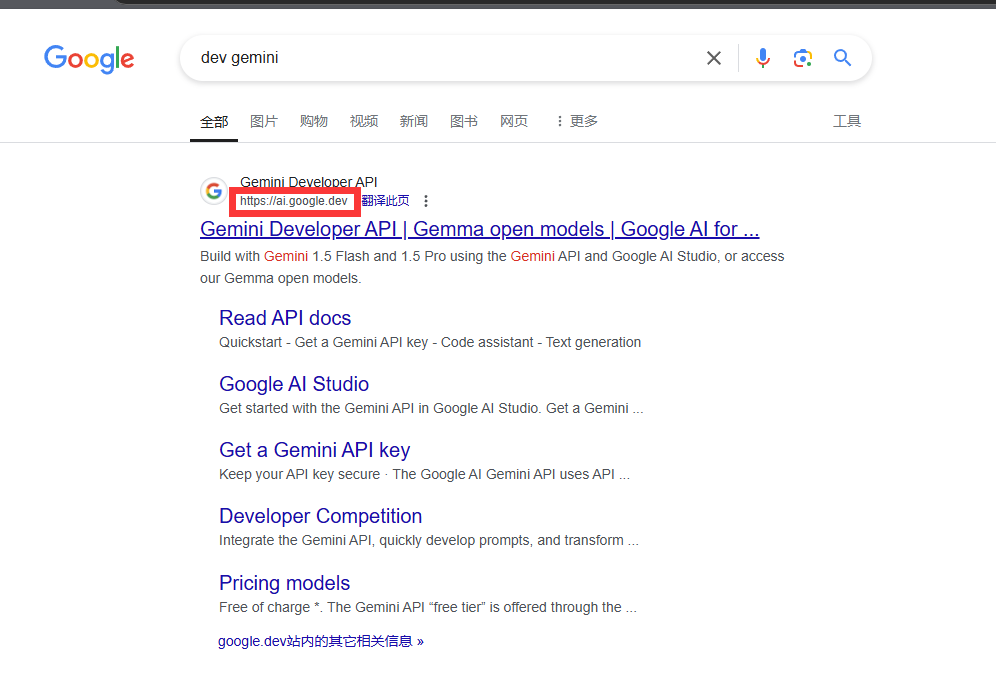 Google
dev gemini
全部 图片 购物 视频 新闻 图书 网页 更多 工具
Gemini Developer API
https://ai.google.dev 翻译此页
Gemini Developer API | Gemma open models | Google AI for ...
Build with Gemini 1.5 Flash and 1.5 Pro using the Gemini API and Google AI Studio, or access
our Gemma open models.
Read API docs
Quickstart - Get a Gemini API key - Code assistant - Text generation
Google AI Studio
Get started with the Gemini API in Google AI Studio. Get a Gemini ...
Get a Gemini API key
Keep your API key secure · The Google AI Gemini API uses API ...
Developer Competition
Integrate the Gemini API, quickly develop prompts, and transform ...
Pricing models
Free of charge *. The Gemini API “free tier” is offered through the ...
google.dev站内的其它相关信息 »